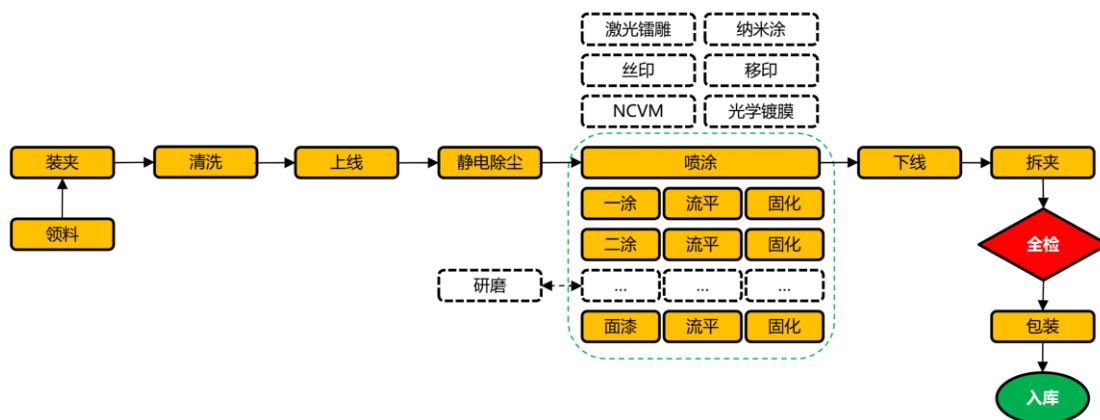 激光镭雕 纳米涂
丝印 移印
NCVM 光学镀膜
装夹 清洗 上线 静电除尘 喷涂 下线 拆夹
一涂 流平 固化
领料
二涂 流平 固化
全检
研磨 ... ... ...
面漆 流平 固化 包装
入库